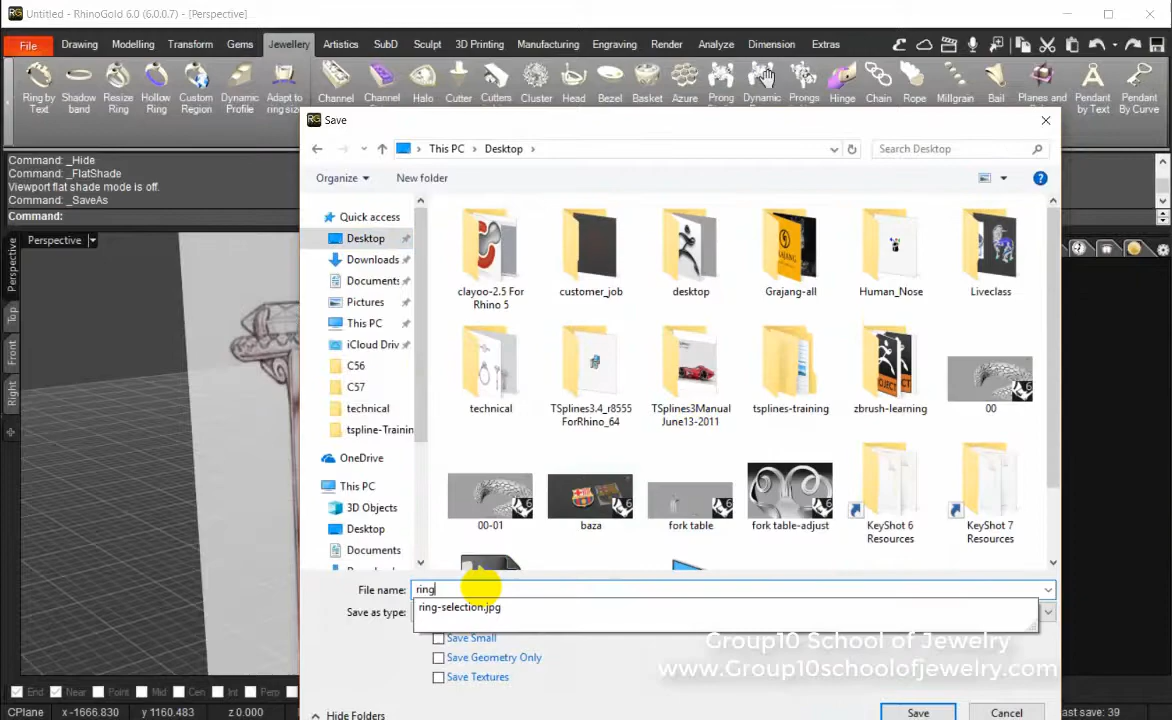 Untitled - RhinoGold 6.0 (6.0.0.7) - [Perspective]
File Drawing Modelling Transform Gems Jewellery Artistics SubD Sculpt 3D Printing Manufacturing Engraving Render Analyze Dimension Extras
Ring by Text Shadow band Resize Ring Hollow Ring Custom Region Dynamic Profile Adapt to ring size Channel Channel Halo Cutter Cutters Cluster Head Bezel Basket Azure Prong Dynamic Prongs Hinge Chain Rope Millgrain Bail Planes and Pendant by Text Pendant By Curve
Command: _Hide
Command: _FlatShade
Viewport flat shade mode is off.
Command: _SaveAs
Command:
Perspective
Perspective
Top
Front
Right
Save
This PC Desktop
Search Desktop
Organize New folder
Quick access
Desktop
Downloads
Documents
Pictures
This PC
iCloud Driv
C56
C57
technical
tspline-Trainin
OneDrive
This PC
3D Objects
Desktop
Documents
clayoo-2.5 For Rhino 5
customer_job
desktop
Grajang-all
Human_Nose
Liveclass
technical
TSplines3.4_r8555 ForRhino_64
TSplines3Manual June13-2011
tsplines-training
zbrush-learning
00
00-01
baza
fork table
fork table-adjust
KeyShot 6 Resources
KeyShot 7 Resources
File name: ring
ring-selection.jpg
Save as type:
Save Small
Save Geometry Only
Save Textures
Hide Folders
Save Cancel
Group10 School of Jewelry
www.Group10schoolofjewelry.com
End Near Point Mid Cen Int Perp
CPlane x -1666.830 y 1160.483 z 0.000
ast save: 39